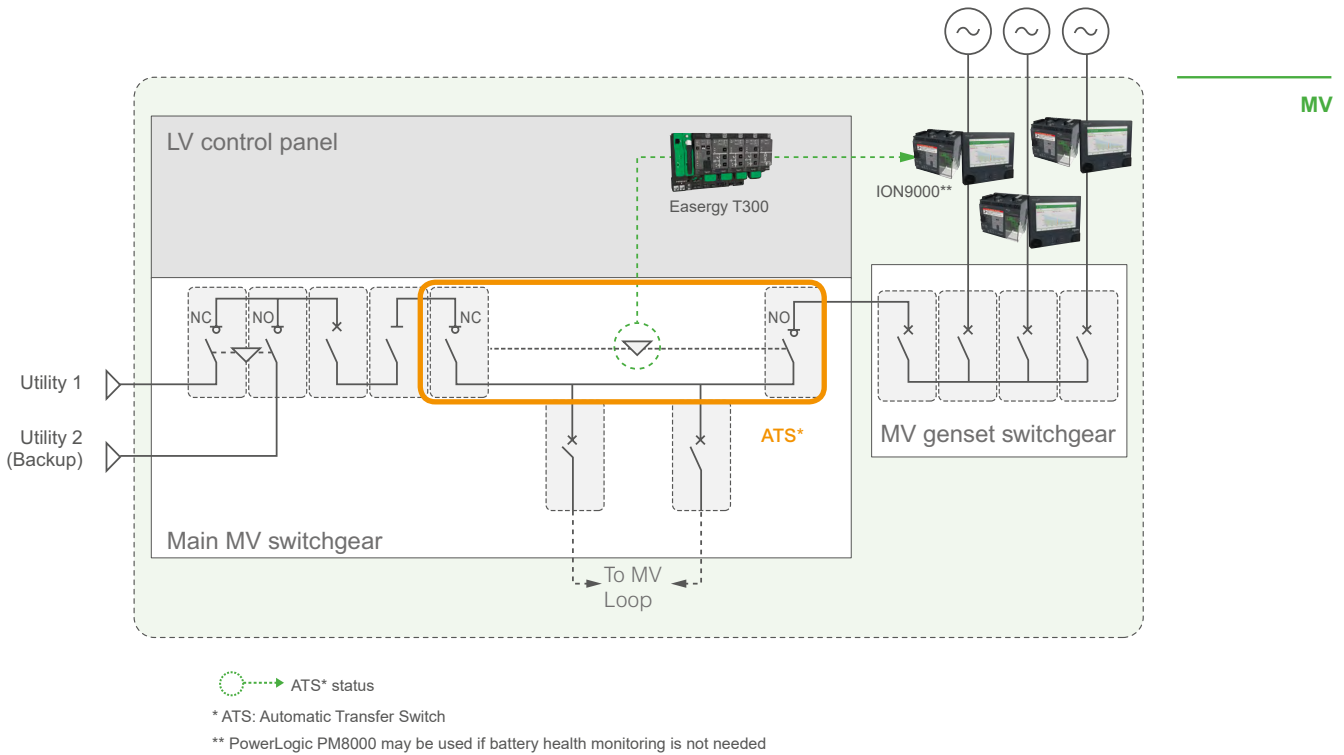 MV
LV control panel
Easergy T300
ION9000**
NC
NO
NC
NO
Utility 1
Utility 2
(Backup)
ATS*
MV genset switchgear
Main MV switchgear
To MV
Loop
ATS* status
* ATS: Automatic Transfer Switch
** PowerLogic PM8000 may be used if battery health monitoring is not needed